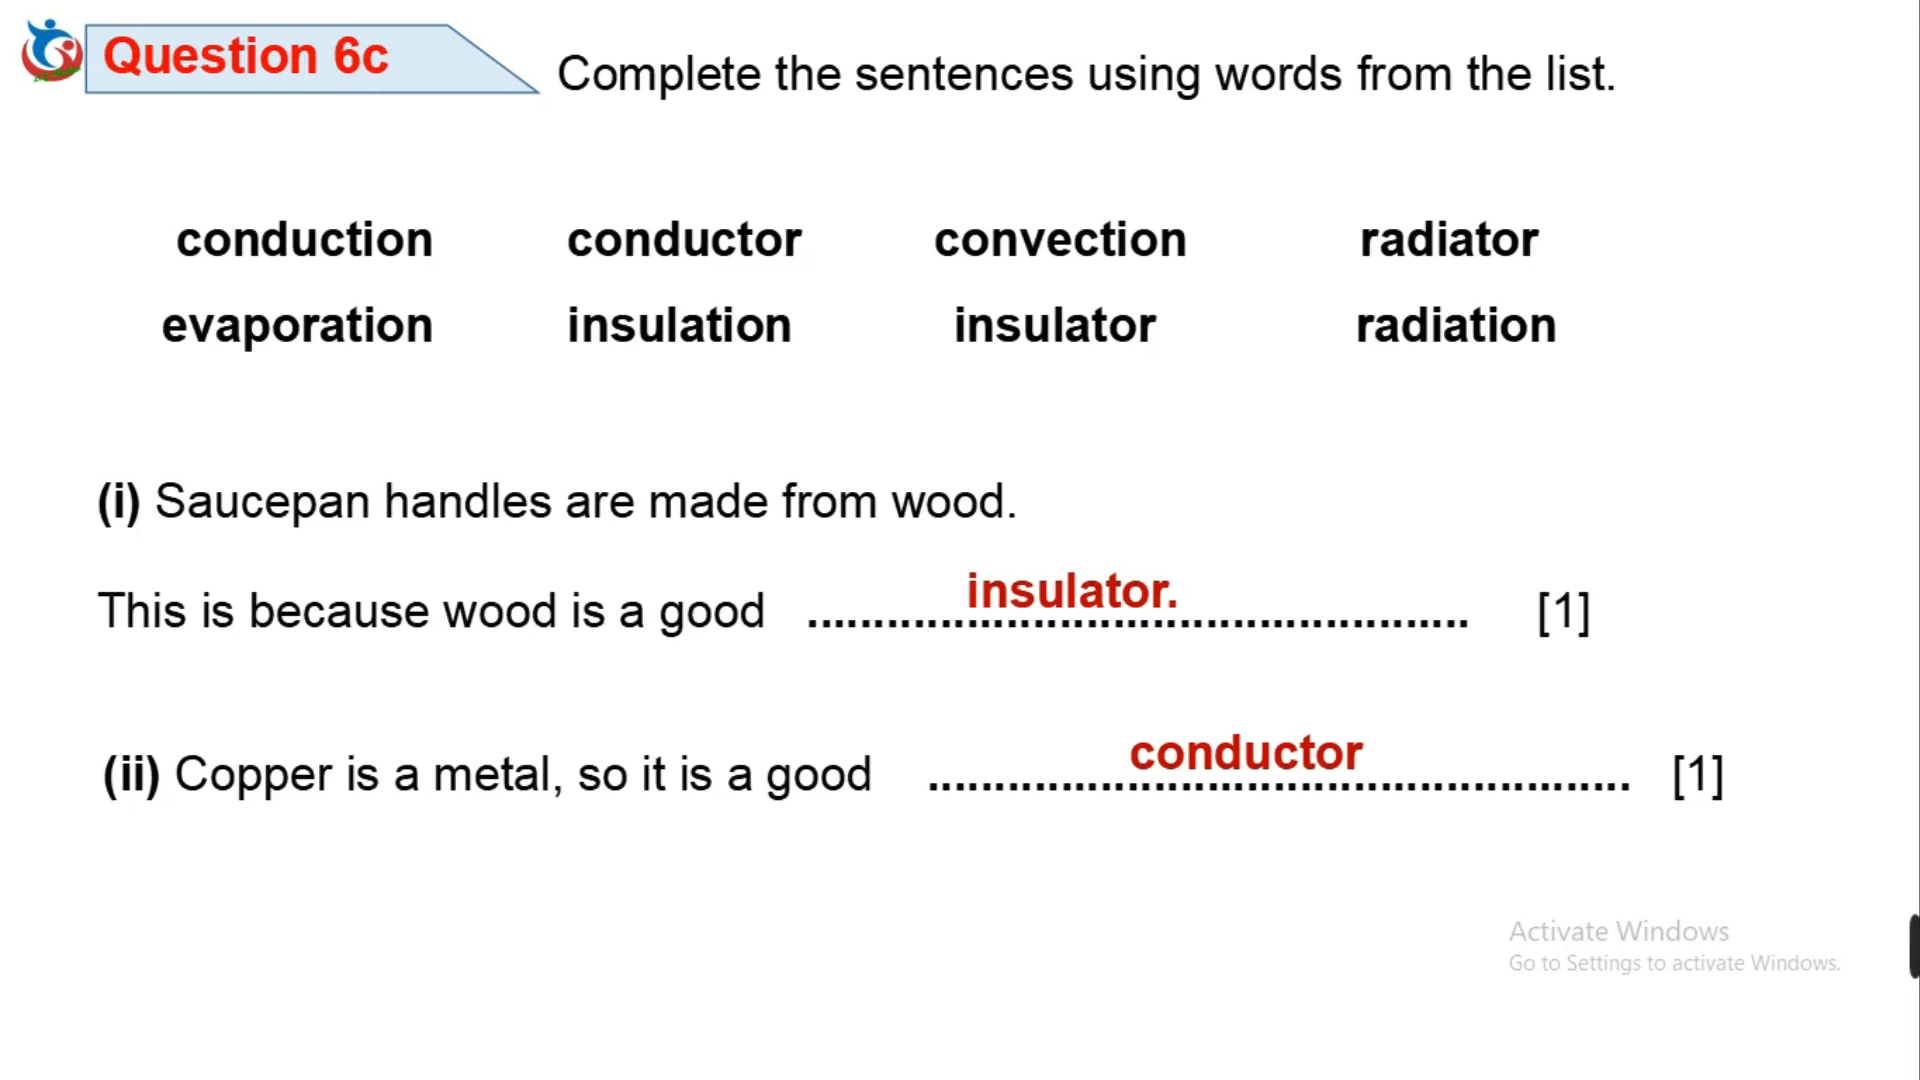 Question 6c
Complete the sentences using words from the list.
conduction conductor convection radiator
evaporation insulation insulator radiation
(i) Saucepan handles are made from wood.
This is because wood is a good insulator. [1]
(ii) Copper is a metal, so it is a good conductor [1]
Activate Windows
Go to Settings to activate Windows.